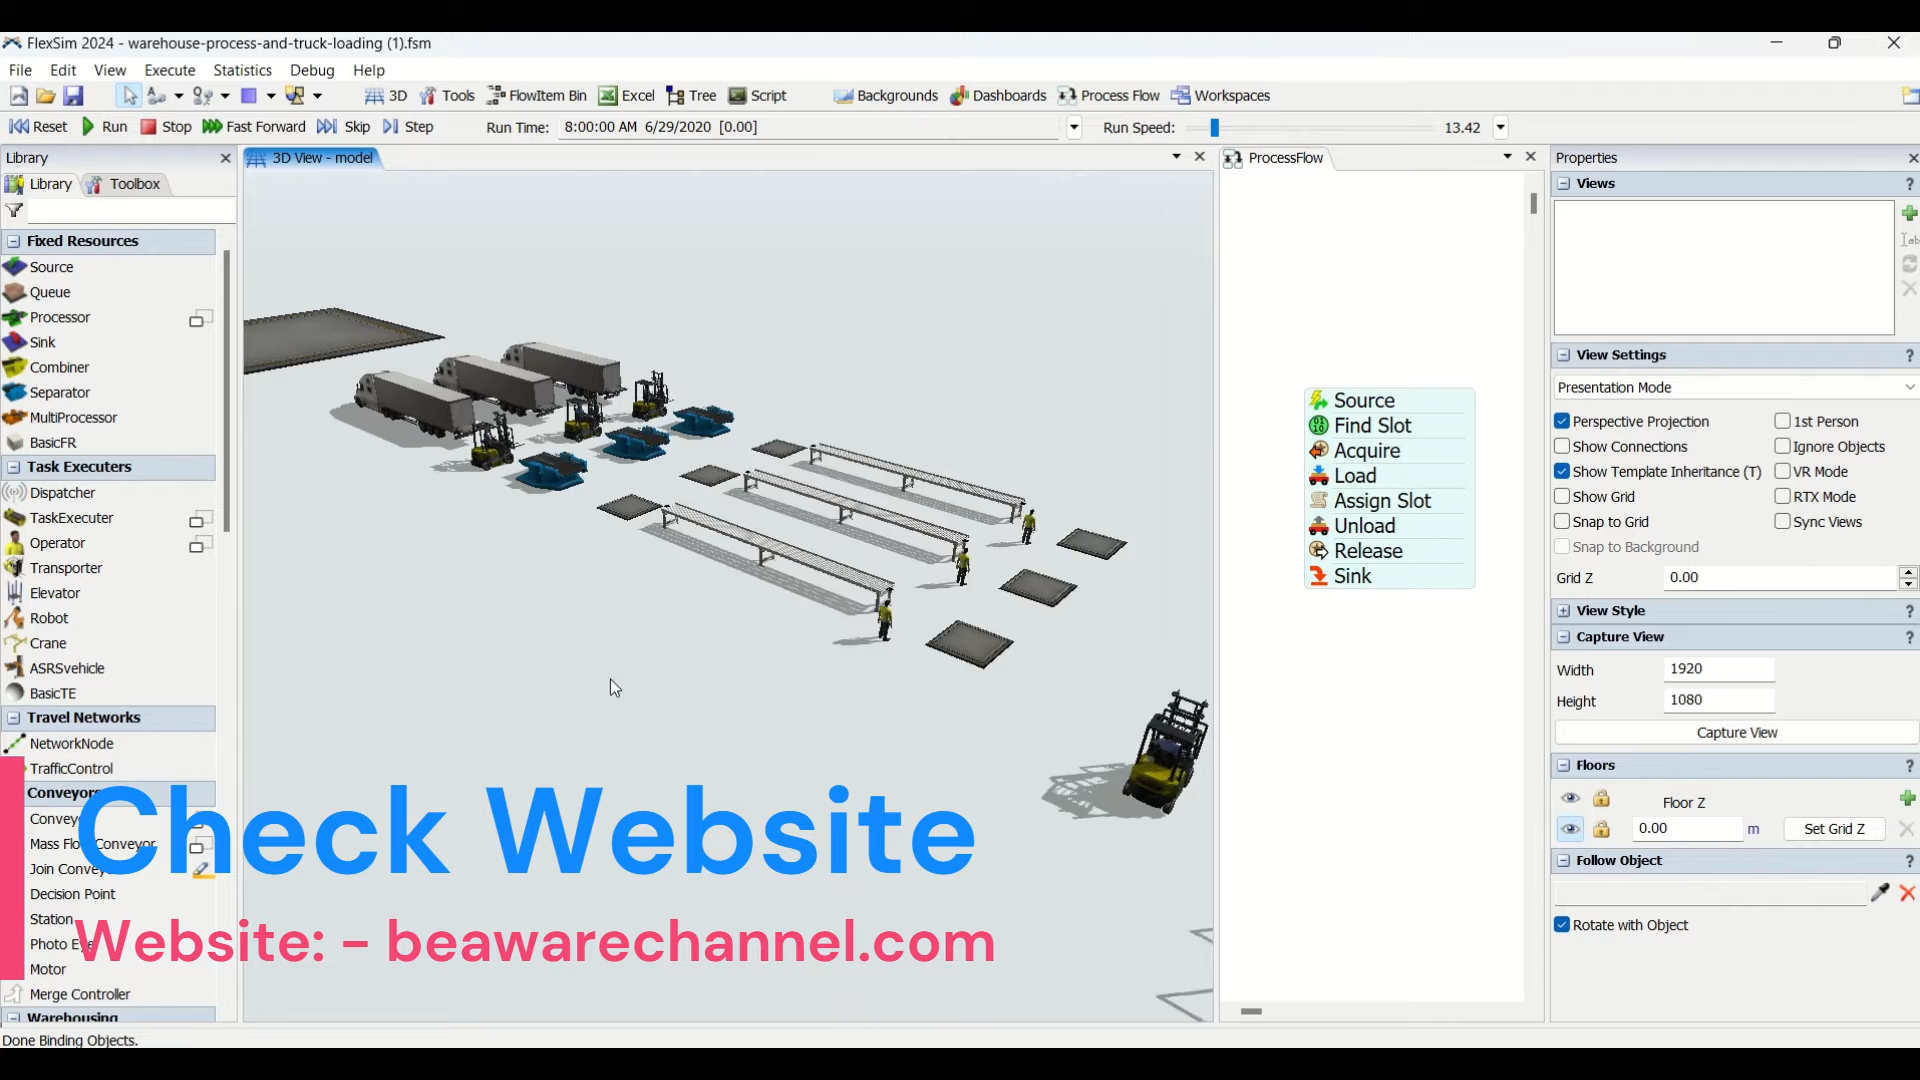 FlexSim 2024 - warehouse-process-and-truck-loading (1).fsm
File Edit View Execute Statistics Debug Help
3D Tools FlowItem Bin Excel Tree Script Backgrounds Dashboards Process Flow Workspaces
Reset Run Stop Fast Forward Skip Step Run Time: 8:00:00 AM 6/29/2020 [0.00] Run Speed: 13.42
Library
Library Toolbox
Fixed Resources
Source
Queue
Processor
Sink
Combiner
Separator
MultiProcessor
BasicFR
Task Executers
Dispatcher
TaskExecuter
Operator
Transporter
Elevator
Robot
Crane
ASRSvehicle
BasicTE
Travel Networks
NetworkNode
TrafficControl
Conveyors
Mass Flow Conveyor
Join Conveyor
Decision Point
Station
Photo Eye
Motor
Merge Controller
Warehousing
Done Binding Objects.
3D View - model
Check Website
Website: - beawarechannel.com
ProcessFlow
Source
Find Slot
Acquire
Load
Assign Slot
Unload
Release
Sink
Properties
Views
View Settings
Presentation Mode
Perspective Projection 1st Person
Show Connections Ignore Objects
Show Template Inheritance (T) VR Mode
Show Grid RTX Mode
Snap to Grid Sync Views
Snap to Background
Grid Z 0.00
View Style
Capture View
Width 1920
Height 1080
Capture View
Floors
Floor Z
0.00 m Set Grid Z
Follow Object
Rotate with Object